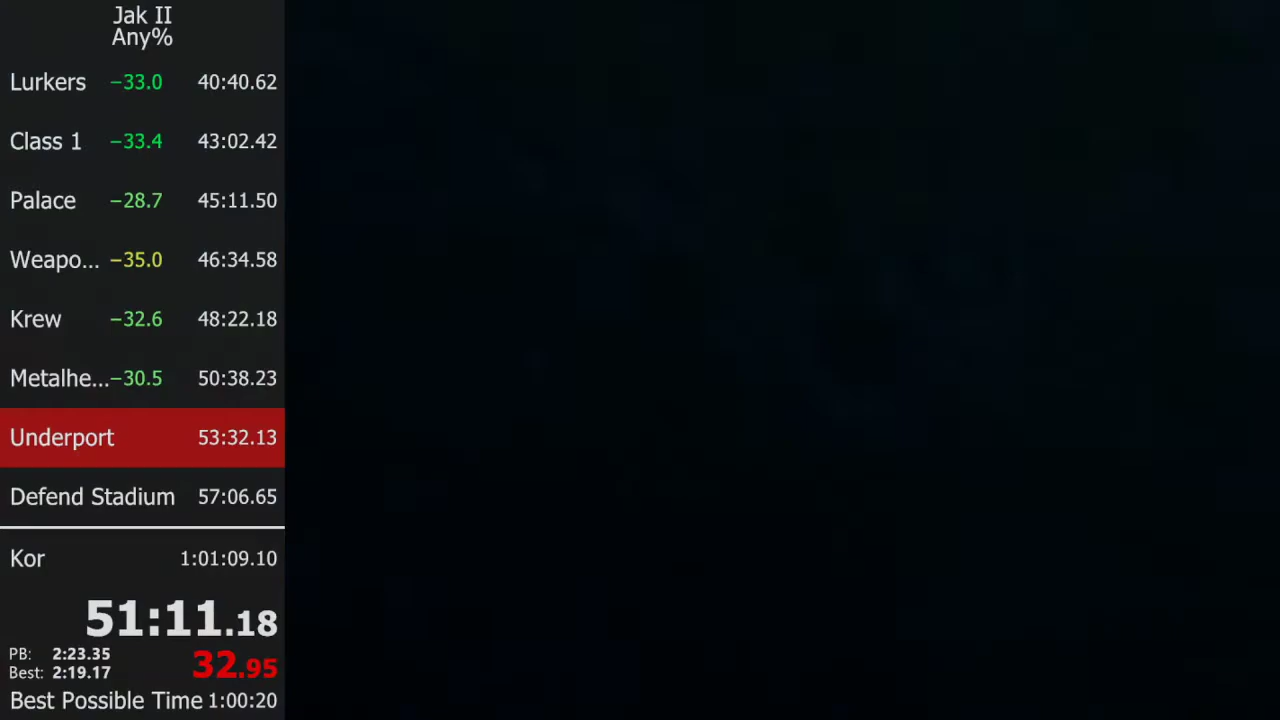 Jak II
Any%
Lurkers −33.0 40:40.62
Class 1 −33.4 43:02.42
Palace −28.7 45:11.50
Weapo... −35.0 46:34.58
Krew −32.6 48:22.18
Metalhe... −30.5 50:38.23
Underport 53:32.13
Defend Stadium 57:06.65
Kor 1:01:09.10
51:11.18
PB: 2:23.35
Best: 2:19.17
32.95
Best Possible Time 1:00:20